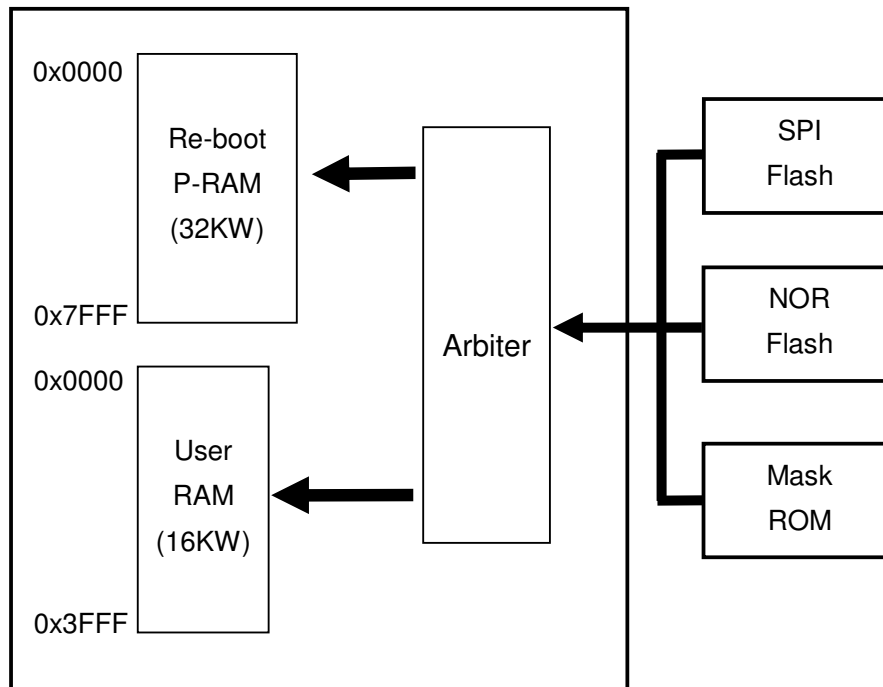 0x0000
Re-boot
P-RAM
(32KW)
0x7FFF
0x0000
User
RAM
(16KW)
0x3FFF
Arbiter
SPI
Flash
NOR
Flash
Mask
ROM